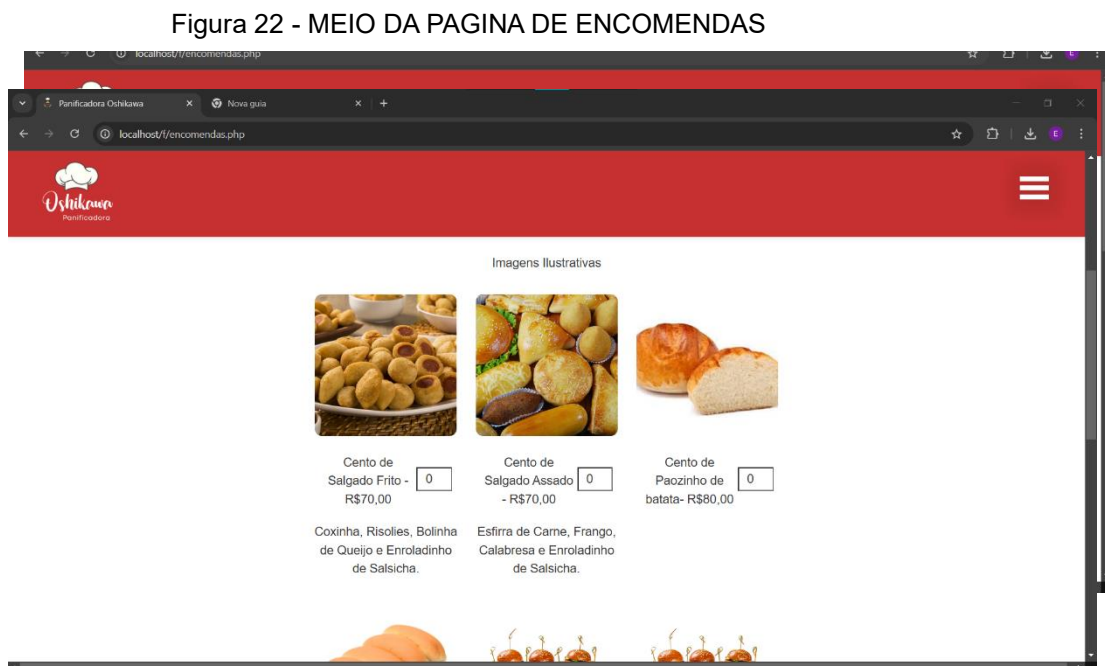 Figura 22 - MEIO DA PAGINA DE ENCOMENDAS
localhost/f/encomendas.php
Panificadora Oshikawa
Nova guia
localhost/f/encomendas.php
E
Oshikawa
Panificadora
Imagens Ilustrativas
Cento de
Salgado Frito -
R$70,00
0
Cento de
Salgado Assado
- R$70,00
0
Cento de
Paozinho de
batata- R$80,00
0
Coxinha, Risolies, Bolinha
de Queijo e Enroladinho
de Salsicha.
Esfirra de Carne, Frango,
Calabresa e Enroladinho
de Salsicha.